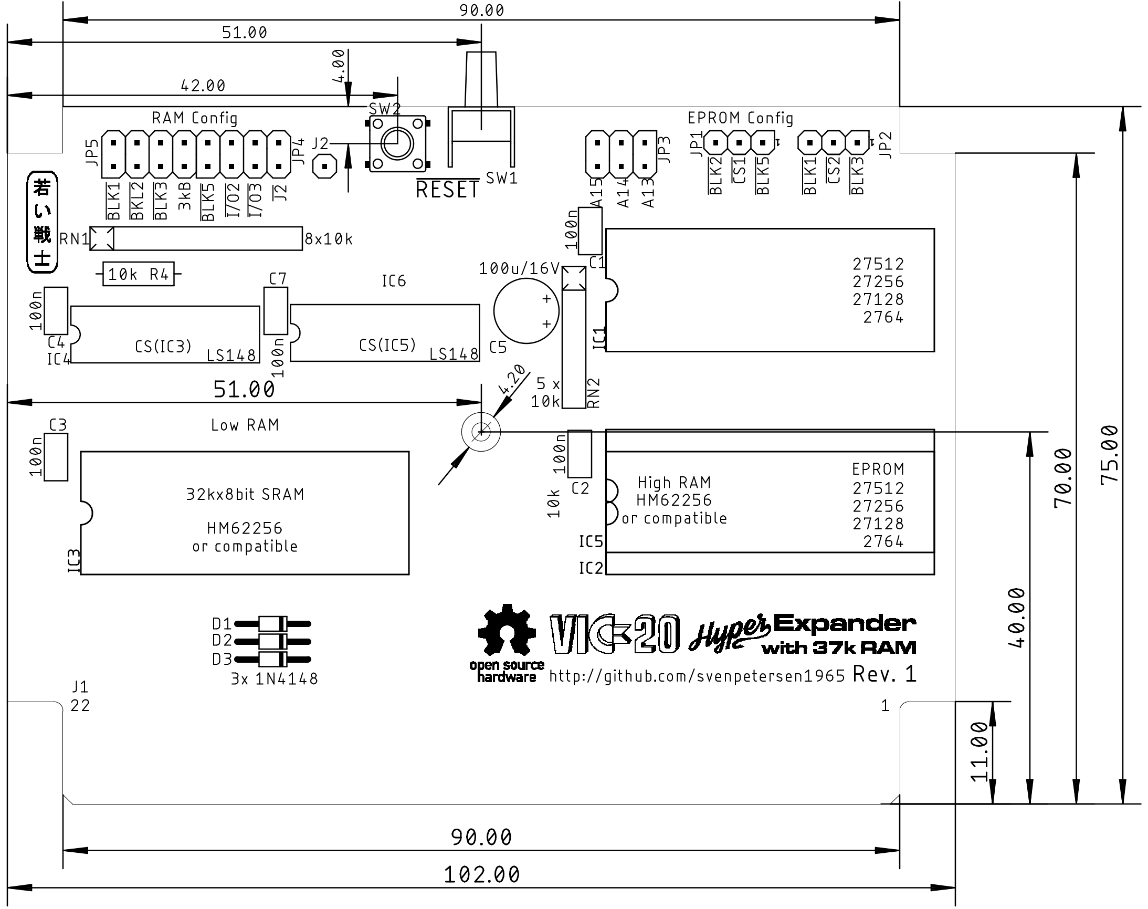 90.00
51.00
4.00
42.00
SW2
RAM Config
EPROM Config
JP5
JP4
J2
JP3
JP1
1
1
JP2
RESET
SW1
BLK1
BKL2
BLK3
3kB
BLK5
I/O2
I/O3
J2
A15
A14
A13
BLK2
CS1
BLK5
BLK1
CS2
BLK3
若い戦士
RN1
8x10k
100n
C1
10k R4
C7
IC6
100u/16V
27512
27256
27128
2764
100n
C4
IC4
CS(IC3)
LS148
100n
CS(IC5)
LS148
C5
IC1
51.00
4.20
5 x
10k
RN2
C3
Low RAM
100n
100n
C2
10k
32kx8bit SRAM
HM62256
or compatible
IC3
High RAM
HM62256
or compatible
EPROM
27512
27256
27128
2764
IC5
IC2
75.00
70.00
40.00
D1
D2
D3
3x 1N4148
open source
hardware
VIC-20 Hyper Expander
with 37k RAM
http://github.com/svenpetersen1965 Rev. 1
J1
22
1
11.00
90.00
102.00